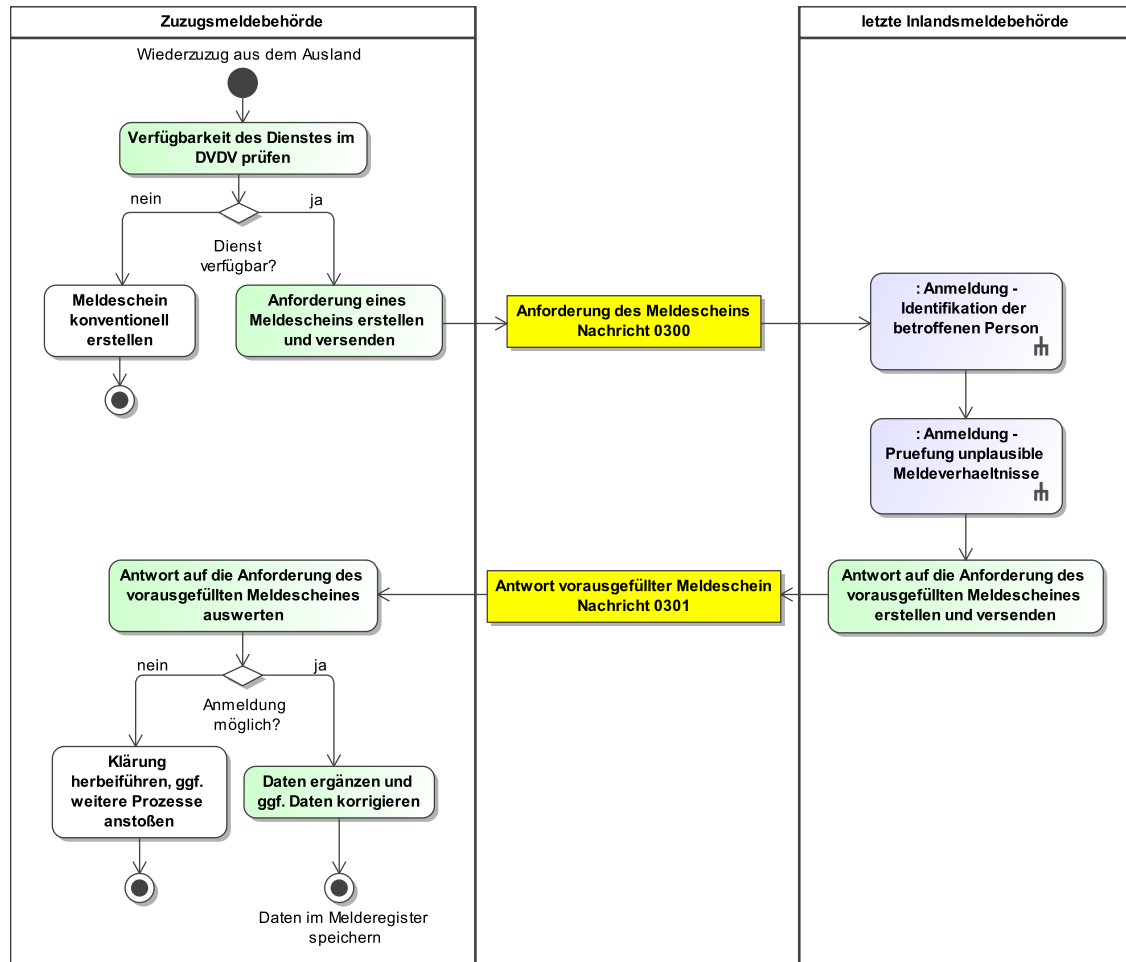 Zuzugsmeldebehörde
letzte Inlandsmeldebehörde
Wiederzuzug aus dem Ausland
Verfügbarkeit des Dienstes im
DVDV prüfen
nein
ja
Dienst
verfügbar?
Meldeschein
konventionell
erstellen
Anforderung eines
Meldescheins erstellen
und versenden
Anforderung des Meldescheins
Nachricht 0300
: Anmeldung -
Identifikation der
betroffenen Person
: Anmeldung -
Pruefung unplausible
Meldeverhaeltnisse
Antwort auf die Anforderung des
vorausgefüllten Meldescheines
erstellen und versenden
Antwort vorausgefüllter Meldeschein
Nachricht 0301
Antwort auf die Anforderung des
vorausgefüllten Meldescheines
auswerten
nein
ja
Anmeldung
möglich?
Klärung
herbeiführen, ggf.
weitere Prozesse
anstoßen
Daten ergänzen und
ggf. Daten korrigieren
Daten im Melderegister
speichern